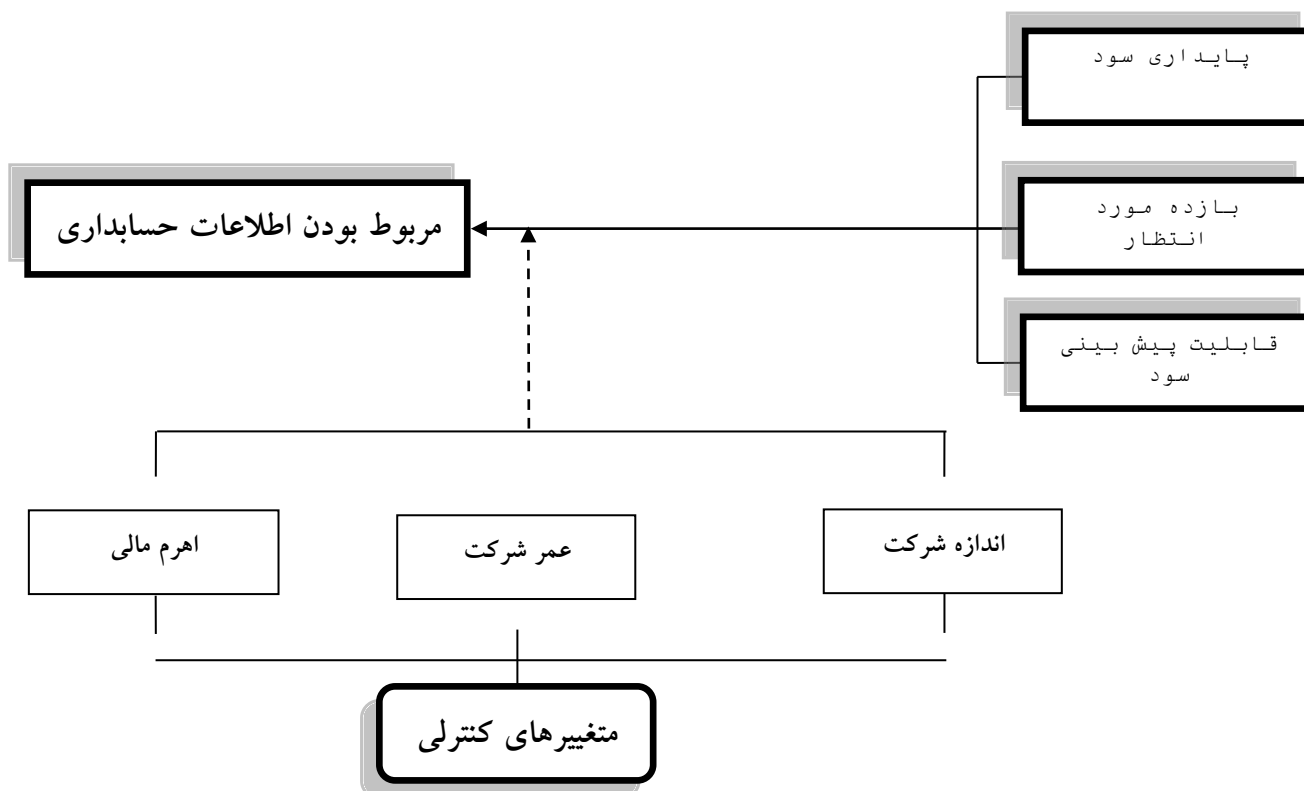 پایداری سود
بازده مورد
انتظار
قابلیت پیش بینی
سود
مربوط بودن اطلاعات حسابداری
اندازه شرکت
عمر شرکت
اهرم مالی
متغییرهای کنترلی